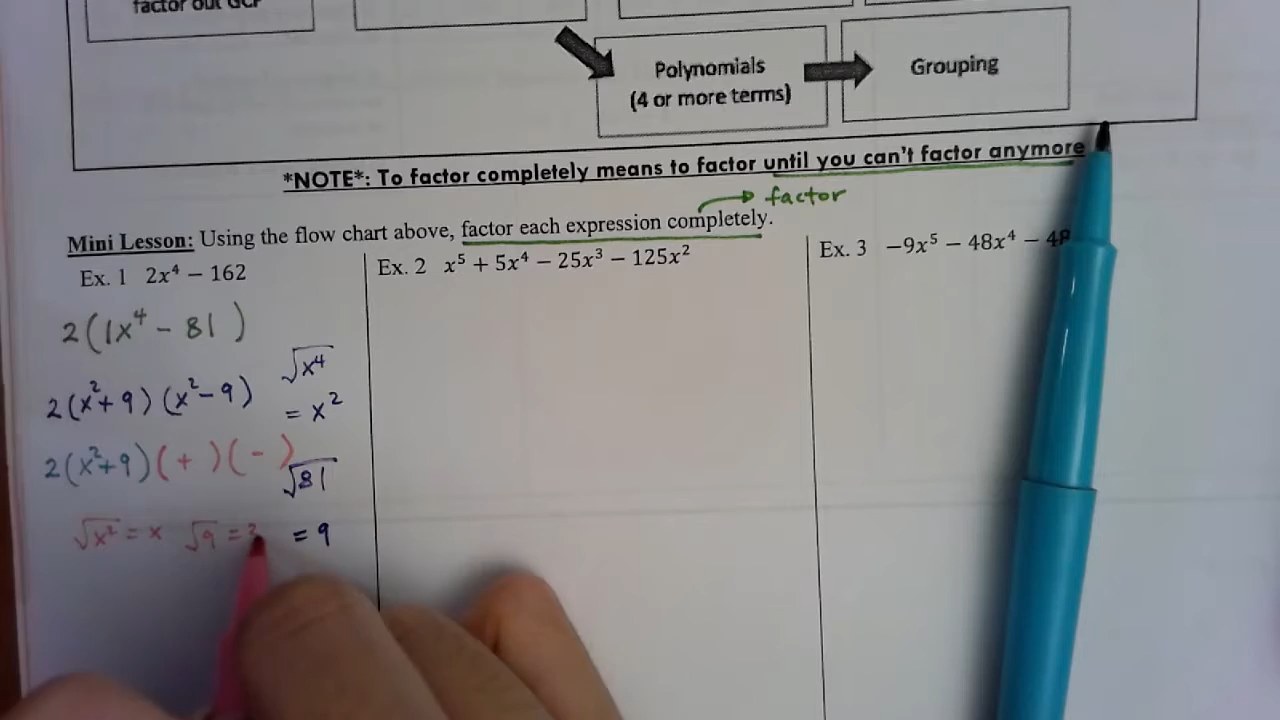 factor out GCF
Polynomials
(4 or more terms)
Grouping
*NOTE*: To factor completely means to factor until you can't factor anymore
factor
Mini Lesson: Using the flow chart above, factor each expression completely.
Ex. 1 2x⁴ − 162
2(1x⁴ - 81 )
2(x²+9)(x²-9)
√x⁴
= x²
2(x²+9)( + )( - )
√81
= 9
√x² = x √9 = 3
Ex. 2 x⁵ + 5x⁴ − 25x³ − 125x²
Ex. 3 −9x⁵ − 48x⁴ − 48